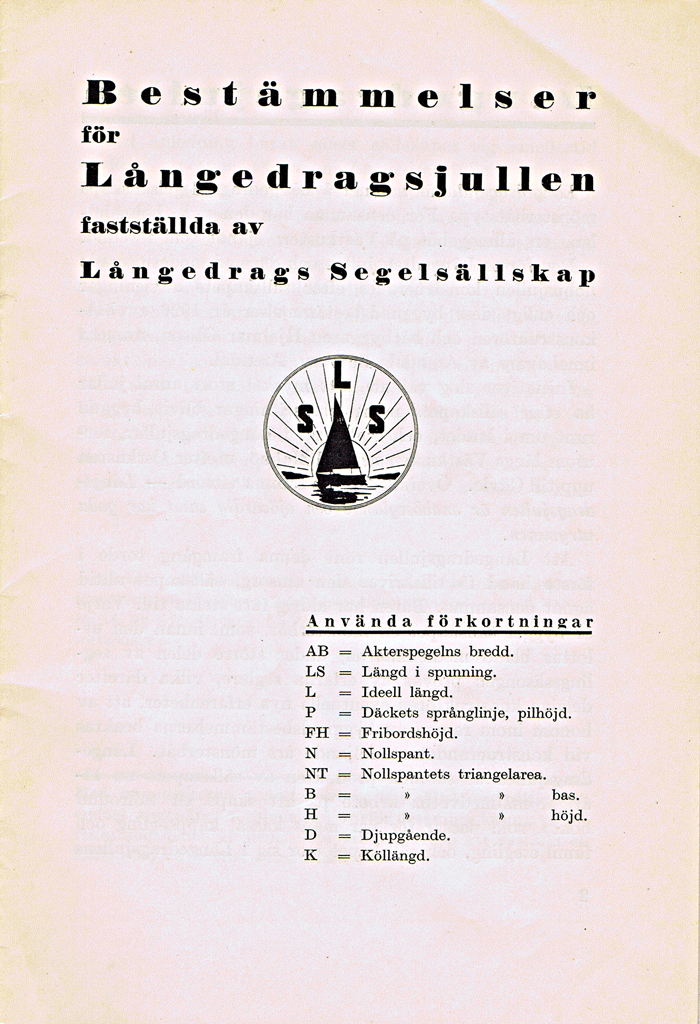 Bestämmelser
för
Långedragsjullen
fastställda av
Långedrags Segelsällskap
L
S S
Använda förkortningar
AB = Akterspegelns bredd.
LS = Längd i spunning.
L = Ideell längd.
P = Däckets språnglinje, pilhöjd.
FH = Fribordshöjd.
N = Nollspant.
NT = Nollspantets triangelarea.
B = » » bas.
H = » » höjd.
D = Djupgående.
K = Köllängd.